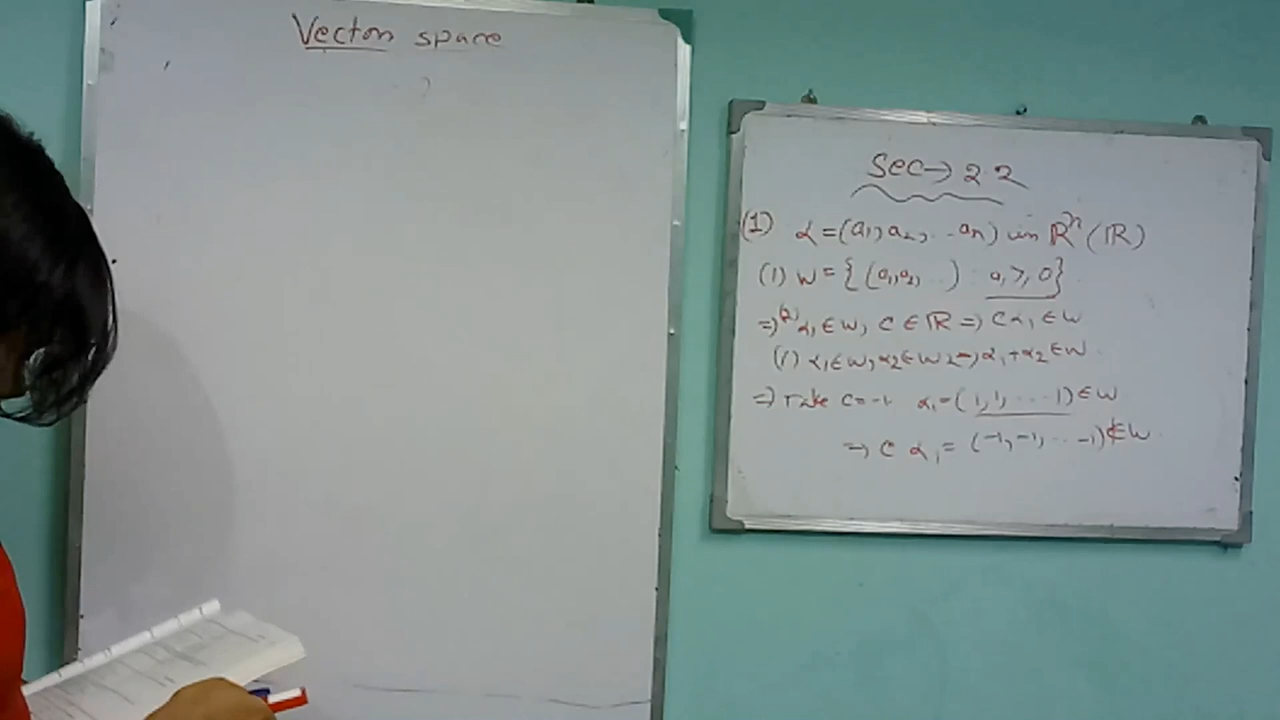 Vector space
Sec→ 2 2
(1) α=(a₁,a₂,..aₙ) in ℝⁿ(ℝ)
(1) W={(a₁,a₂,...) a₁≥0}
⇒⁽²⁾ α₁∈W, C∈ℝ ⇒ Cα₁∈W
(1) α₁∈W, α₂∈W ⇒ α₁+α₂∈W
⇒ Take C=-1 α₁=(1,1,...1)∈W
⇒ C α₁= (-1,-1,...-1)∉W